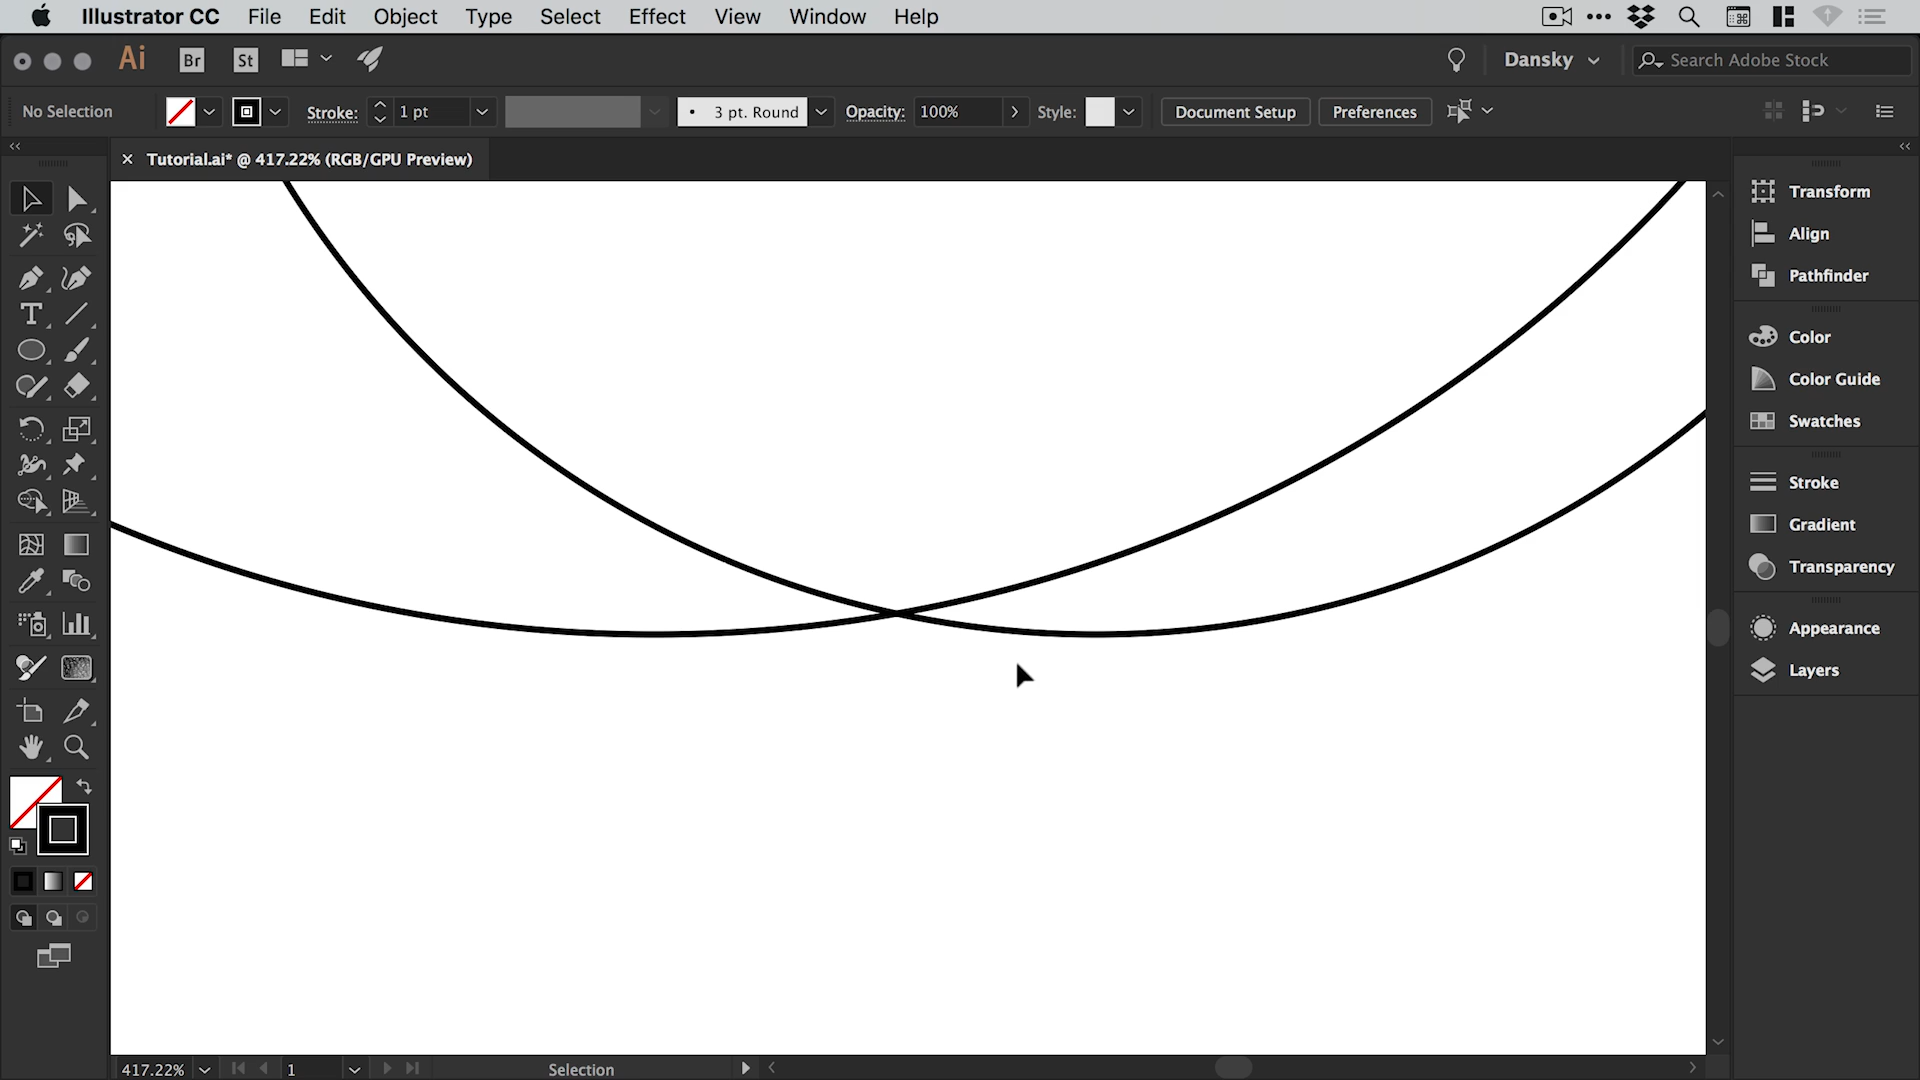 Illustrator CC File Edit Object Type Select Effect View Window Help
Ai Br St Dansky Search Adobe Stock
No Selection Stroke: 1 pt 3 pt. Round Opacity: 100% Style: Document Setup Preferences
× Tutorial.ai* @ 417.22% (RGB/GPU Preview)
Transform
Align
Pathfinder
Color
Color Guide
Swatches
Stroke
Gradient
Transparency
Appearance
Layers
417.22% 1 Selection